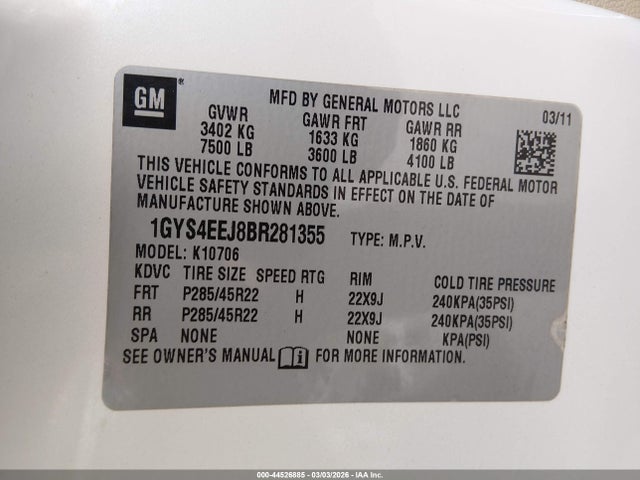 GM®
MFD BY GENERAL MOTORS LLC
03/11
GVWR GAWR FRT GAWR RR
3402 KG 1633 KG 1860 KG
7500 LB 3600 LB 4100 LB
THIS VEHICLE CONFORMS TO ALL APPLICABLE U.S. FEDERAL MOTOR
VEHICLE SAFETY STANDARDS IN EFFECT ON THE DATE OF
MANUFACTURE SHOWN ABOVE.
1GYS4EEJ8BR281355 TYPE: M.P.V.
MODEL: K10706
KDVC TIRE SIZE SPEED RTG RIM COLD TIRE PRESSURE
FRT P285/45R22 H 22X9J 240KPA(35PSI)
RR P285/45R22 H 22X9J 240KPA(35PSI)
SPA NONE NONE KPA(PSI)
SEE OWNER'S MANUAL FOR MORE INFORMATION.
000-44526885 | 03/03/2026 | IAA Inc.